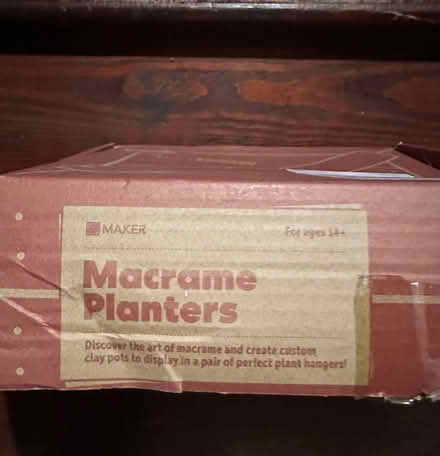 MAKER
For ages 14+
Macrame
Planters
Discover the art of macrame and create custom
clay pots to display in a pair of perfect plant hangers!